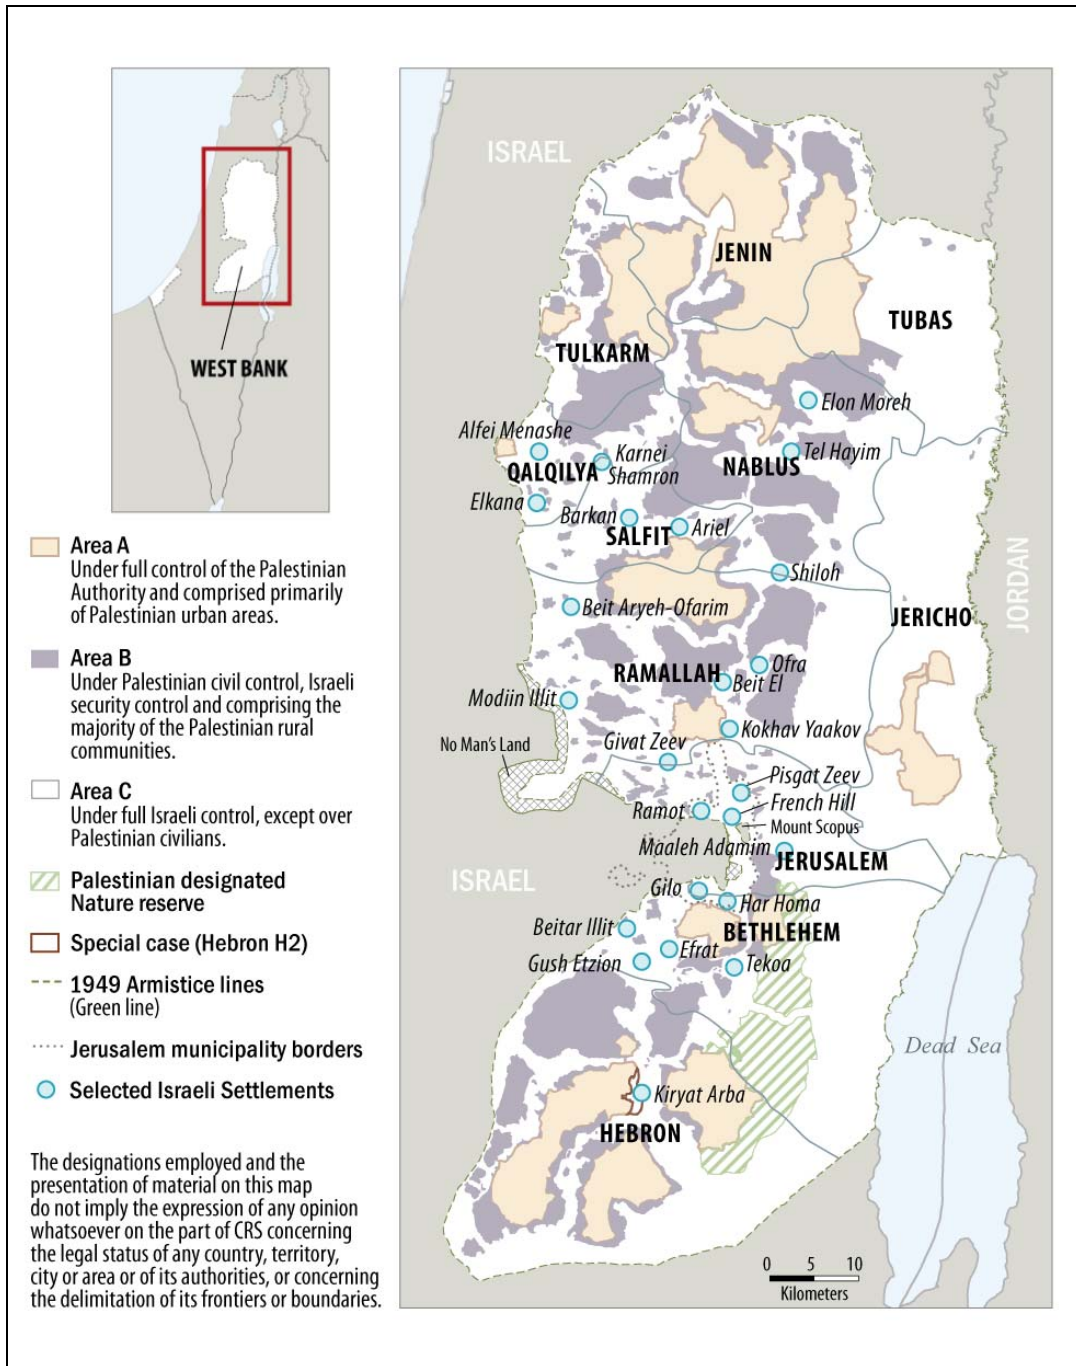 WEST BANK
Area A
Under full control of the Palestinian
Authority and comprised primarily
of Palestinian urban areas.
Area B
Under Palestinian civil control, Israeli
security control and comprising the
majority of the Palestinian rural
communities.
Area C
Under full Israeli control, except over
Palestinian civilians.
Palestinian designated
Nature reserve
Special case (Hebron H2)
1949 Armistice lines
(Green line)
Jerusalem municipality borders
Selected Israeli Settlements
The designations employed and the
presentation of material on this map
do not imply the expression of any opinion
whatsoever on the part of CRS concerning
the legal status of any country, territory,
city or area or of its authorities, or concerning
the delimitation of its frontiers or boundaries.
ISRAEL
JENIN
TUBAS
TULKARM
Elon Moreh
Alfei Menashe
Karnei
Shamron
Tel Hayim
NABLUS
QALQILYA
Elkana
Barkan
Ariel
SALFIT
Shiloh
JORDAN
Beit Aryeh-Ofarim
JERICHO
Ofra
RAMALLAH
Beit El
Modiin Illit
Kokhav Yaakov
No Man's Land
Givat Zeev
Pisgat Zeev
French Hill
Ramot
Mount Scopus
Maaleh Adamim
JERUSALEM
ISRAEL
Gilo
Har Homa
Beitar Illit
BETHLEHEM
Efrat
Gush Etzion
Tekoa
Dead Sea
Kiryat Arba
HEBRON
0 5 10
Kilometers